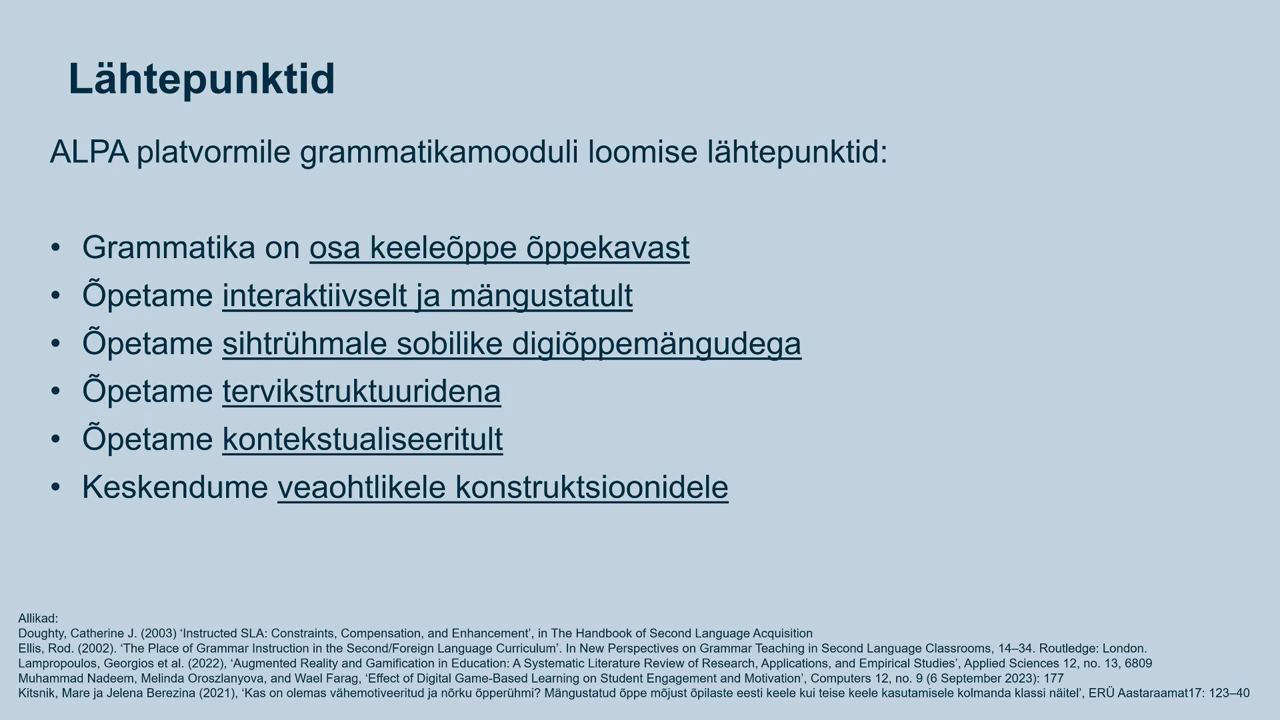 Lähtepunktid
ALPA platvormile grammatikamooduli loomise lähtepunktid:
• Grammatika on osa keeleõppe õppekavast
• Õpetame interaktiivselt ja mängustatult
• Õpetame sihtrühmale sobilike digiõppemängudega
• Õpetame tervikstruktuuridena
• Õpetame kontekstualiseeritult
• Keskendume veaohtlikele konstruktsioonidele
Allikad:
Doughty, Catherine J. (2003) ‘Instructed SLA: Constraints, Compensation, and Enhancement’, in The Handbook of Second Language Acquisition
Ellis, Rod. (2002). ‘The Place of Grammar Instruction in the Second/Foreign Language Curriculum’. In New Perspectives on Grammar Teaching in Second Language Classrooms, 14–34. Routledge: London.
Lampropoulos, Georgios et al. (2022), ‘Augmented Reality and Gamification in Education: A Systematic Literature Review of Research, Applications, and Empirical Studies’, Applied Sciences 12, no. 13, 6809
Muhammad Nadeem, Melinda Oroszlanyova, and Wael Farag, ‘Effect of Digital Game-Based Learning on Student Engagement and Motivation’, Computers 12, no. 9 (6 September 2023): 177
Kitsnik, Mare ja Jelena Berezina (2021), ‘Kas on olemas vähemotiveeritud ja nõrku õpperühmi? Mängustatud õppe mõjust õpilaste eesti keele kui teise keele kasutamisele kolmanda klassi näitel’, ERÜ Aastaraamat17: 123–40